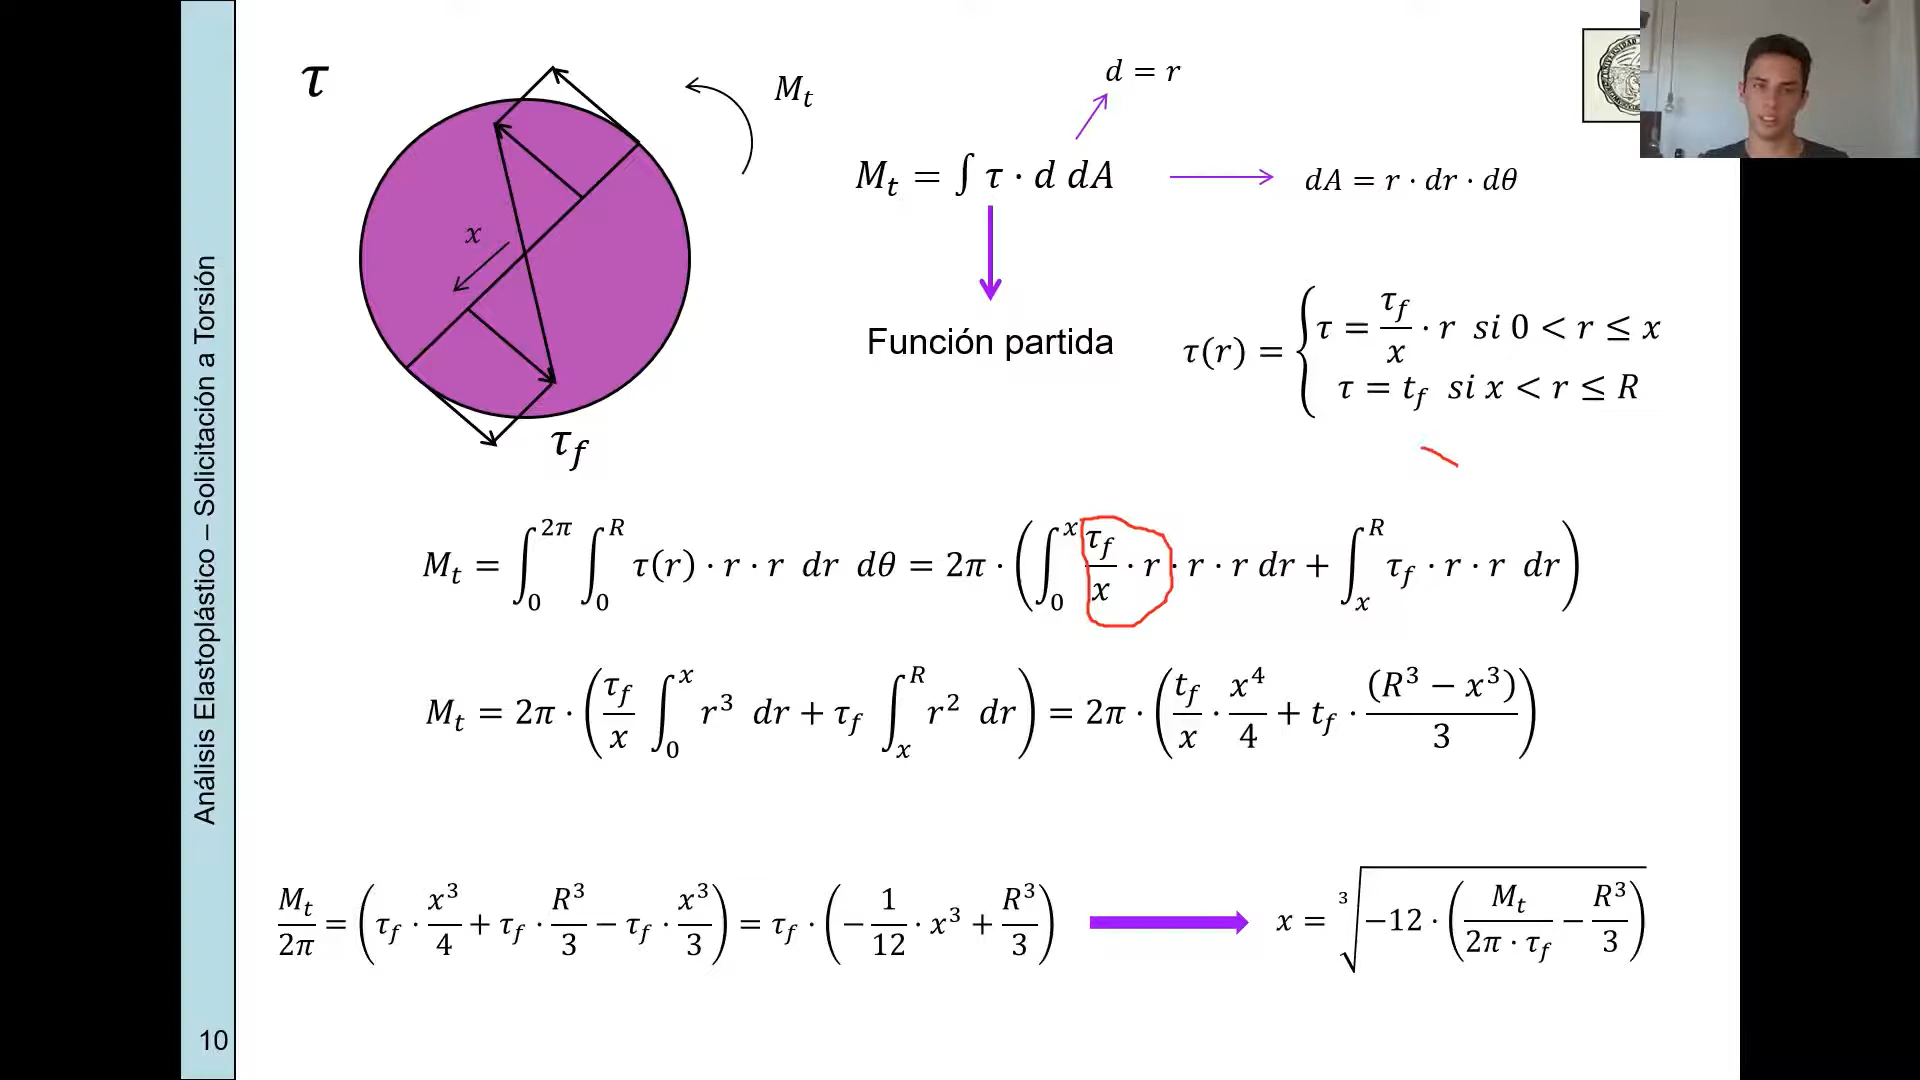 Análisis Elastoplástico – Solicitación a Torsión
τ
M_t
d = r
M_t = ∫ τ · d dA
dA = r · dr · dθ
x
Función partida
τ(r) = { τ = τ_f/x · r si 0 < r ≤ x
τ = t_f si x < r ≤ R
τ_f
M_t = ∫_0^{2π} ∫_0^R τ(r) · r · r dr dθ = 2π · (∫_0^x τ_f/x · r · r · r dr + ∫_x^R τ_f · r · r dr)
M_t = 2π · (τ_f/x ∫_0^x r^3 dr + τ_f ∫_x^R r^2 dr) = 2π · (t_f/x · x^4/4 + t_f · (R^3 − x^3)/3)
M_t/2π = (τ_f · x^3/4 + τ_f · R^3/3 − τ_f · x^3/3) = τ_f · (−1/12 · x^3 + R^3/3)
x = ∛(−12 · (M_t/(2π · τ_f) − R^3/3))
10